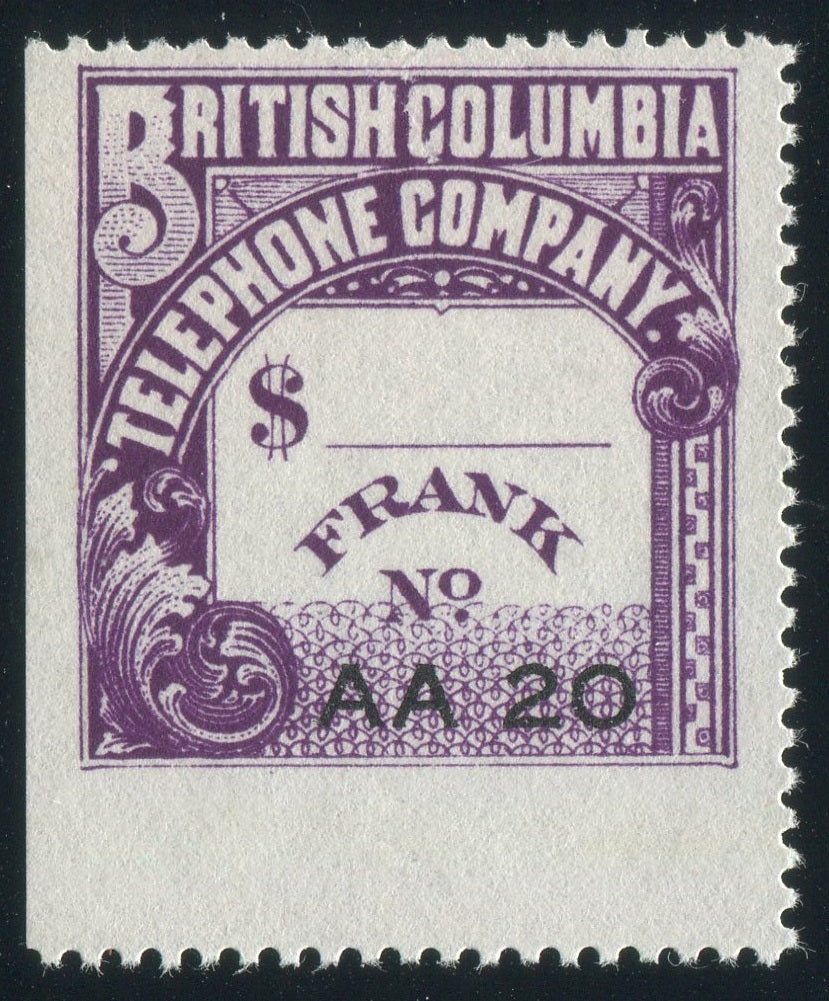 BRITISH COLUMBIA
TELEPHONE COMPANY.
$
FRANK
No
AA 20